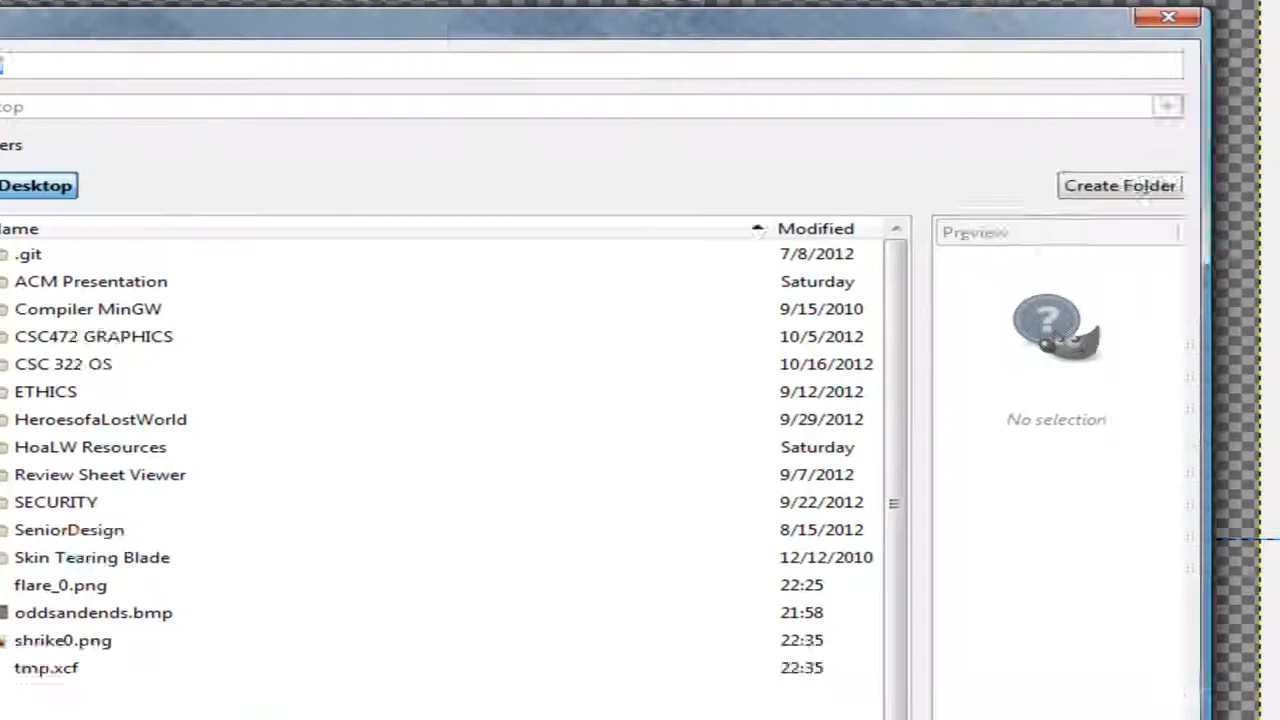 top
ers
Desktop
Create Folder
ame Modified Preview
.git 7/8/2012
ACM Presentation Saturday
Compiler MinGW 9/15/2010
CSC472 GRAPHICS 10/5/2012
CSC 322 OS 10/16/2012
ETHICS 9/12/2012
HeroesofaLostWorld 9/29/2012
No selection
HoaLW Resources Saturday
Review Sheet Viewer 9/7/2012
SECURITY 9/22/2012
SeniorDesign 8/15/2012
Skin Tearing Blade 12/12/2010
flare_0.png 22:25
oddsandends.bmp 21:58
shrike0.png 22:35
tmp.xcf 22:35